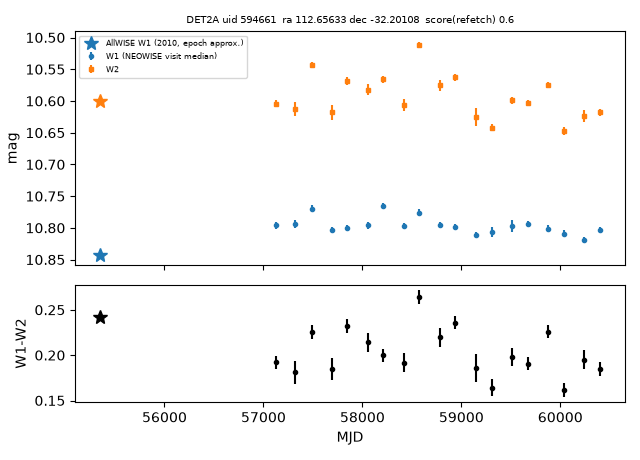 DET2A uid 594661  ra 112.65633 dec -32.20108  score(refetch) 0.6
AllWISE W1 (2010, epoch approx.)
W1 (NEOWISE visit median)
W2
mag
10.50
10.55
10.60
10.65
10.70
10.75
10.80
10.85
W1-W2
0.25
0.20
0.15
56000
57000
58000
59000
60000
MJD